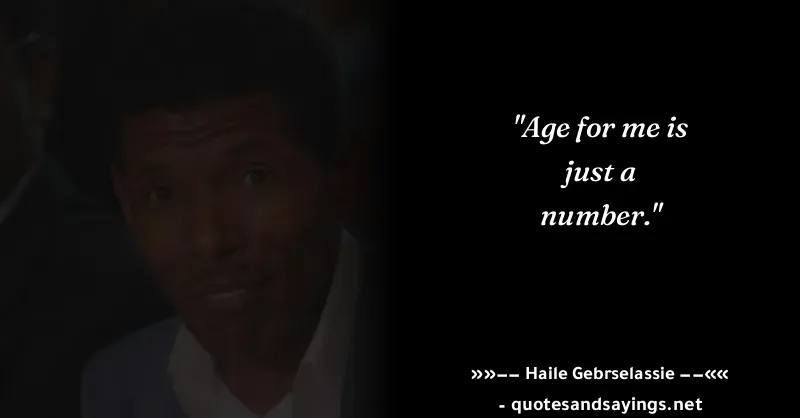 "Age for me is
just a
number."
»»−− Haile Gebrselassie −−««
- quotesandsayings.net